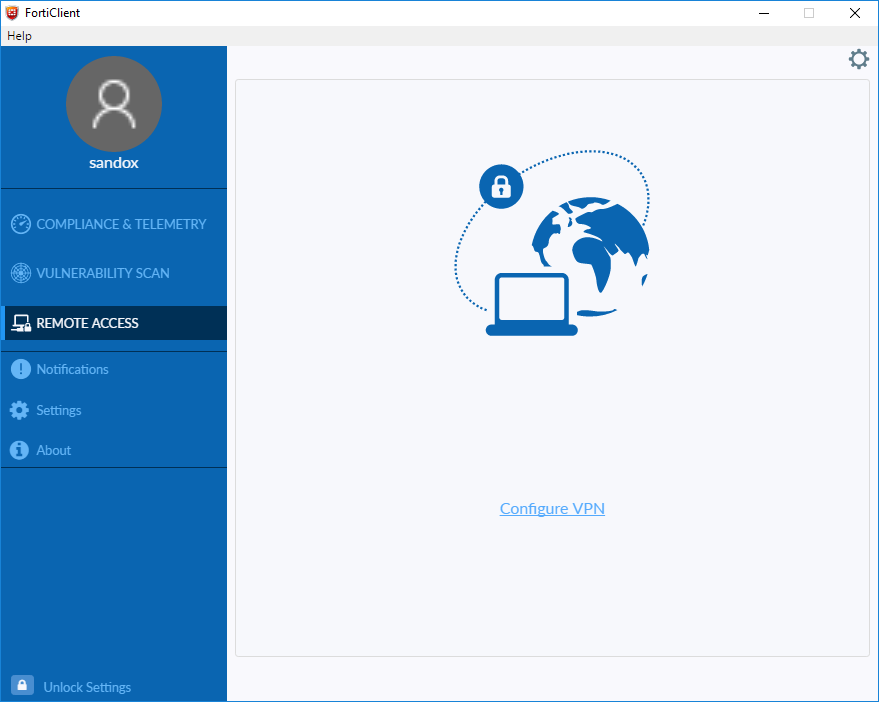 FortiClient
Help
sandox
COMPLIANCE & TELEMETRY
VULNERABILITY SCAN
REMOTE ACCESS
Notifications
Settings
About
Configure VPN
Unlock Settings